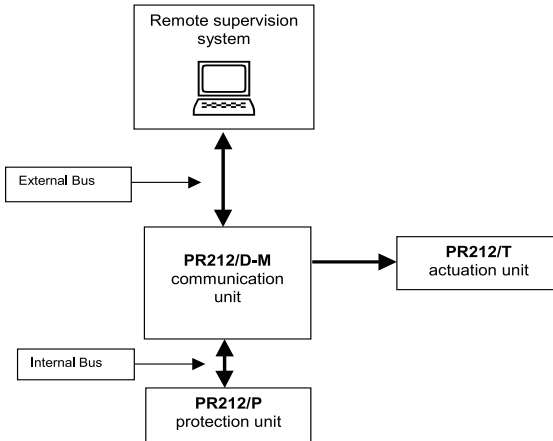 Remote supervision
system
External Bus
PR212/D-M
communication
unit
PR212/T
actuation unit
Internal Bus
PR212/P
protection unit